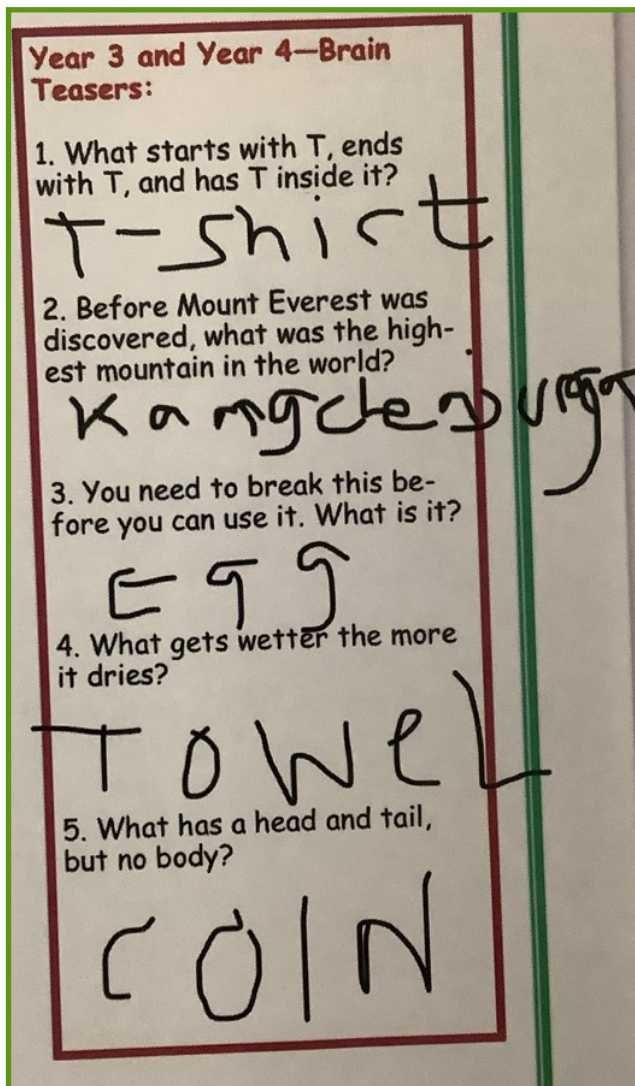 Year 3 and Year 4—Brain
Teasers:
1. What starts with T, ends
with T, and has T inside it?
T-shirt
2. Before Mount Everest was
discovered, what was the high-
est mountain in the world?
3. You need to break this be-
fore you can use it. What is it?
Egg
4. What gets wetter the more
it dries?
TOWeL
5. What has a head and tail,
but no body?
COIN